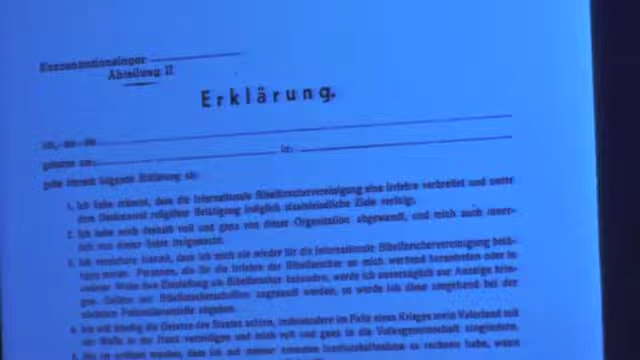 Konzentrationslager
Abteilung II
Erklärung.
Ich,
geboren am
in:
gebe hiermit folgende Erklärung ab:
1. Ich habe erkannt, dass die Internationale Bibelforschervereinigung eine Irrlehre verbreitet und unter
dem Deckmantel religiöser Betätigung lediglich staatsfeindliche Ziele verfolgt.
2. Ich habe mich deshalb voll und ganz von dieser Organisation abgewandt, und mich auch inner-
lich von dieser Sekte freigemacht.
3. Ich versichere hiermit, dass ich mich nie wieder für die Internationale Bibelforschervereinigung betä-
tigen werde. Personen, die für die Irrlehre der Bibelforscher an mich werbend herantreten oder in
anderer Weise ihre Einstellung als Bibelforscher bekunden, werde ich unverzüglich zur Anzeige brin-
gen. Sollten mir Bibelforscherschriften zugesandt werden, so werde ich diese umgehend bei der
nächsten Polizeidienststelle abgeben.
4. Ich will künftig die Gesetze des Staates achten, insbesondere im Falle eines Krieges mein Vaterland mit
der Waffe in der Hand verteidigen und mich voll und ganz in die Volksgemeinschaft eingliedern.